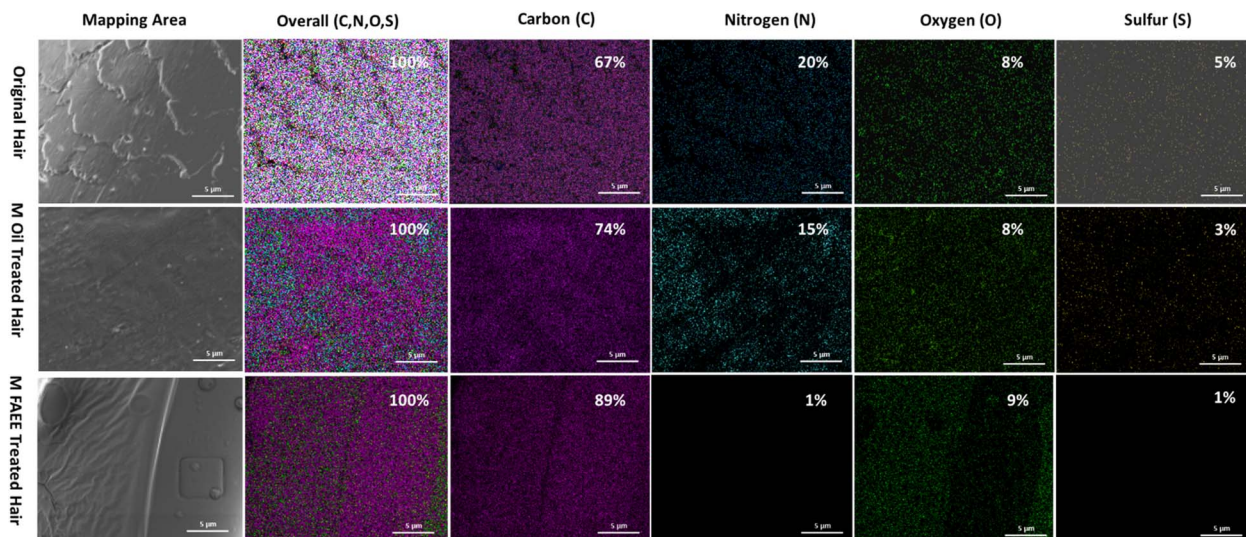 Mapping Area Overall (C,N,O,S) Carbon (C) Nitrogen (N) Oxygen (O) Sulfur (S)
Original Hair
100% 67% 20% 8% 5%
5 µm 5 µm 5 µm 5 µm 5 µm 5 µm
M Oil Treated Hair
100% 74% 15% 8% 3%
5 µm 5 µm 5 µm 5 µm 5 µm 5 µm
M FAEE Treated Hair
100% 89% 1% 9% 1%
5 µm 5 µm 5 µm 5 µm 5 µm 5 µm